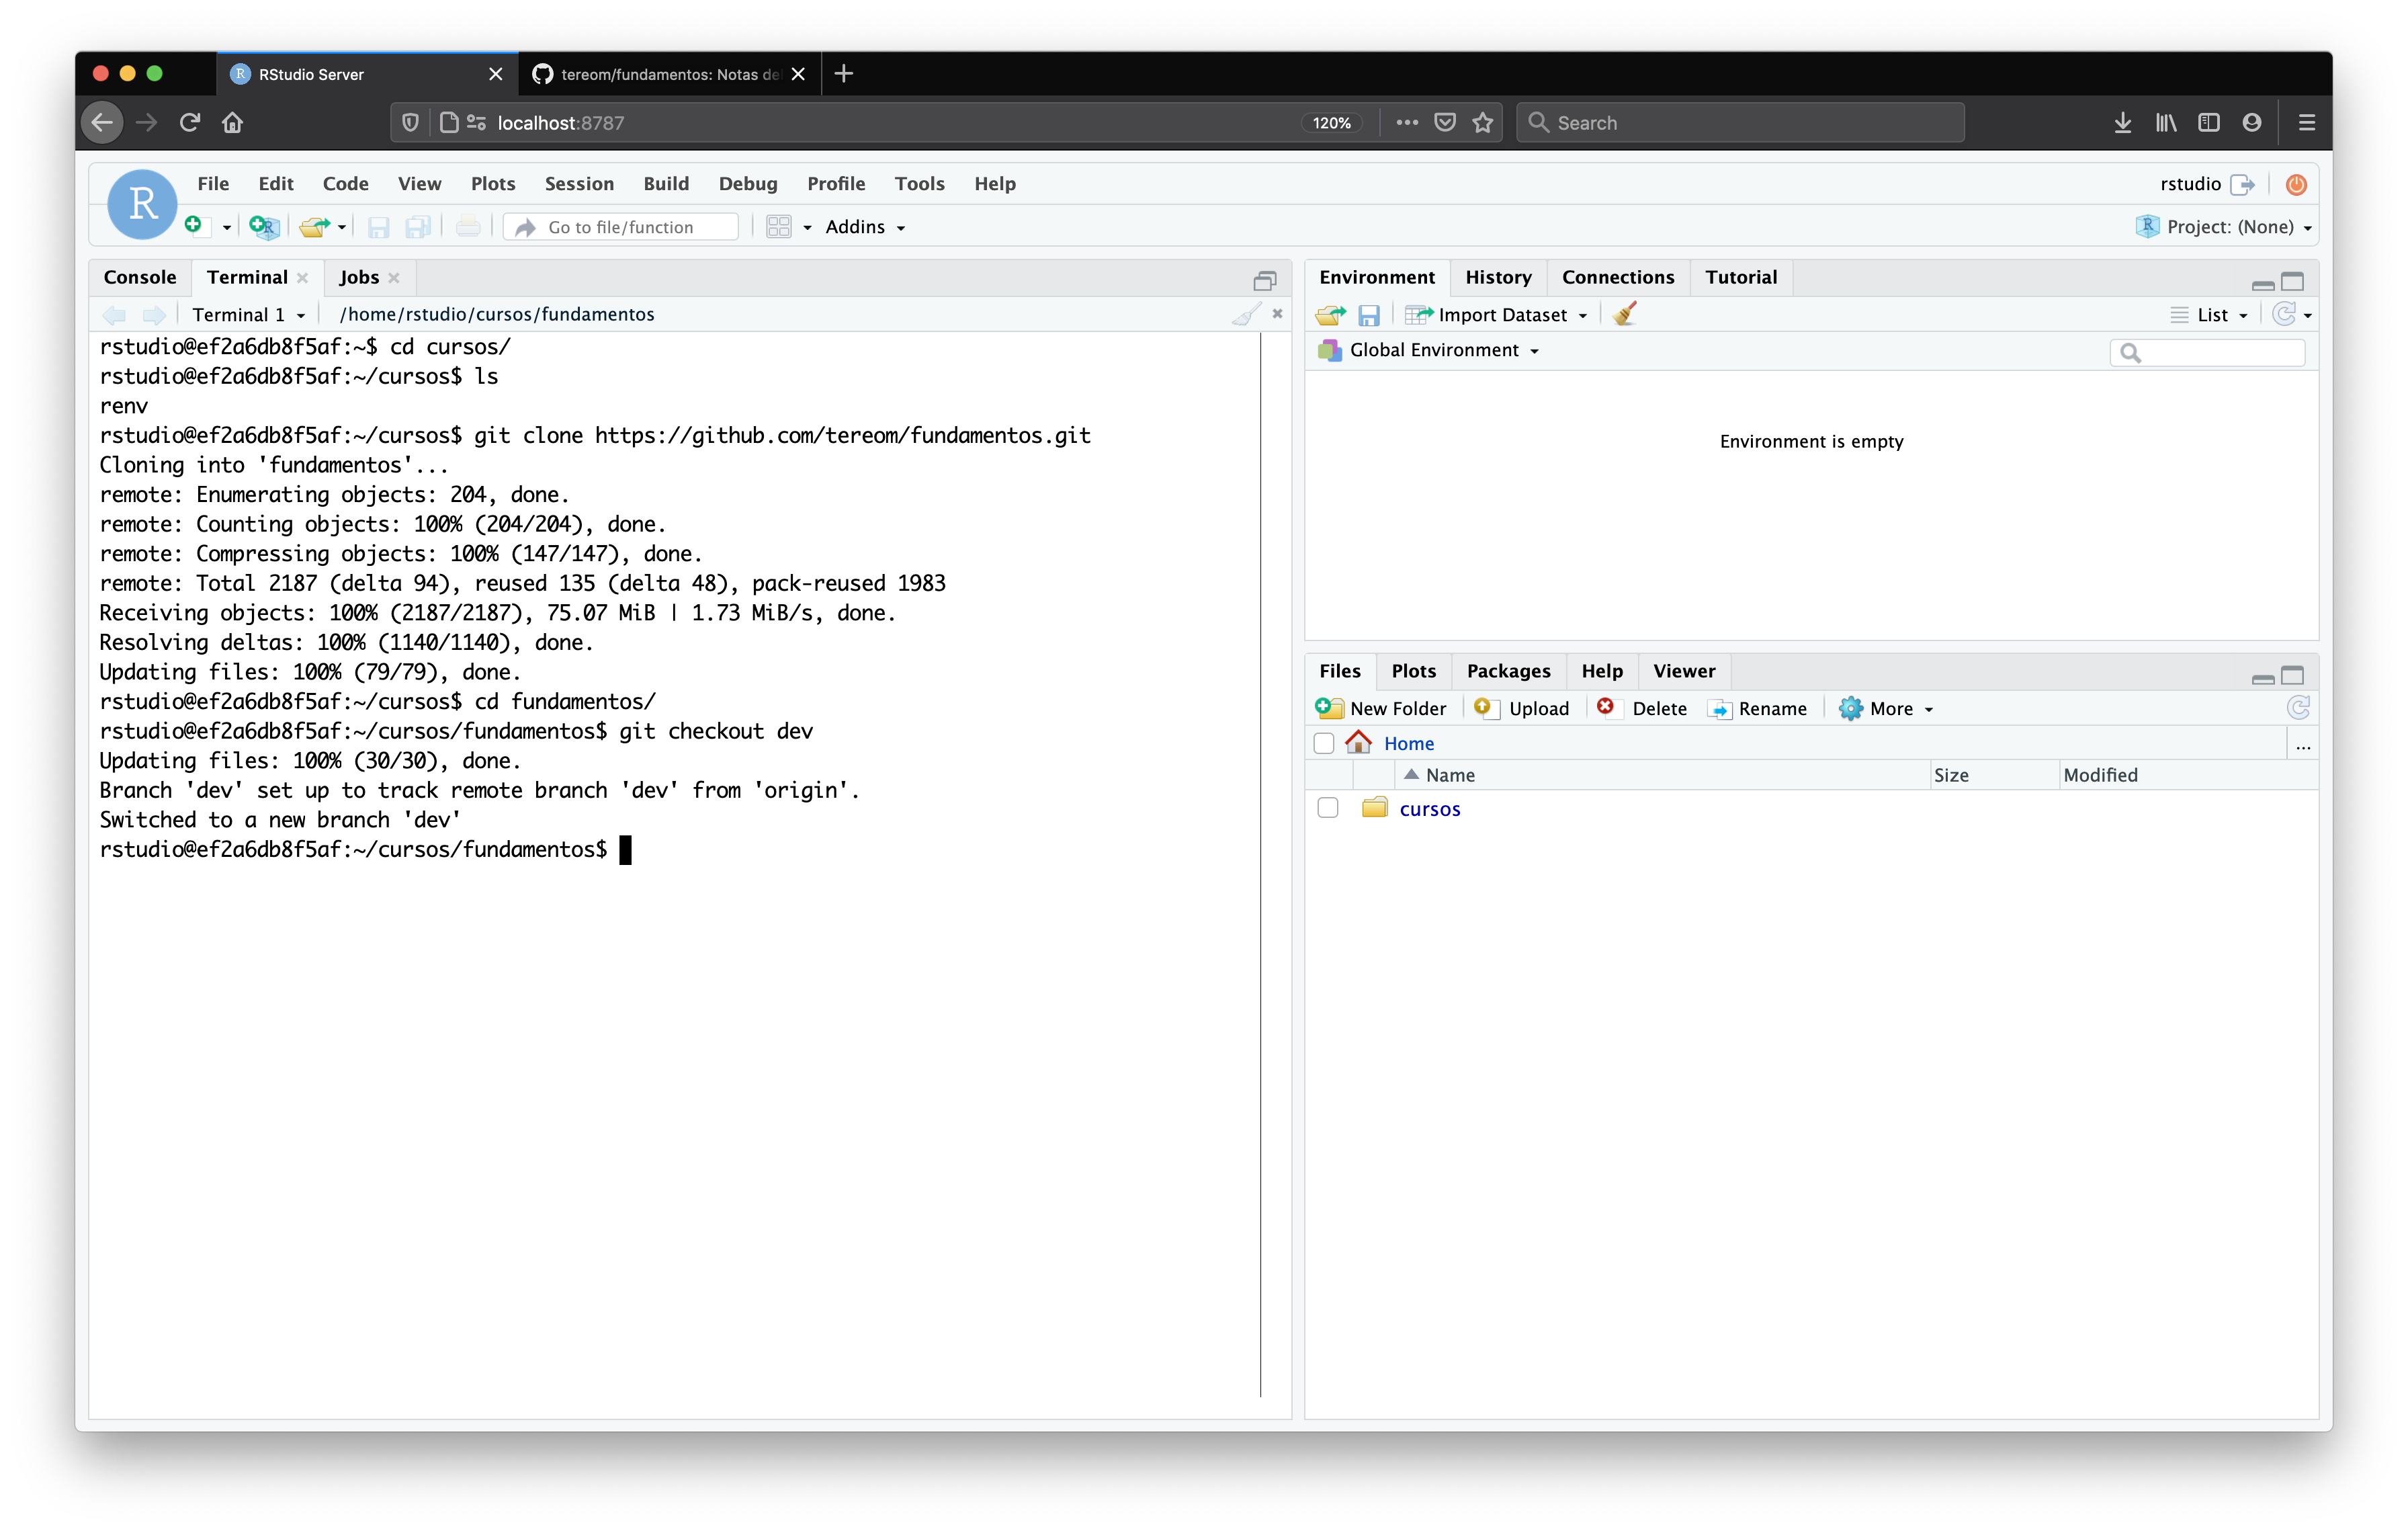 RStudio Server
tereom/fundamentos: Notas de
localhost:8787
120%
Search
R
File Edit Code View Plots Session Build Debug Profile Tools Help
rstudio
Go to file/function
Addins
R Project: (None)
Console Terminal Jobs
Terminal 1 /home/rstudio/cursos/fundamentos
rstudio@ef2a6db8f5af:~$ cd cursos/
rstudio@ef2a6db8f5af:~/cursos$ ls
renv
rstudio@ef2a6db8f5af:~/cursos$ git clone https://github.com/tereom/fundamentos.git
Cloning into 'fundamentos'...
remote: Enumerating objects: 204, done.
remote: Counting objects: 100% (204/204), done.
remote: Compressing objects: 100% (147/147), done.
remote: Total 2187 (delta 94), reused 135 (delta 48), pack-reused 1983
Receiving objects: 100% (2187/2187), 75.07 MiB | 1.73 MiB/s, done.
Resolving deltas: 100% (1140/1140), done.
Updating files: 100% (79/79), done.
rstudio@ef2a6db8f5af:~/cursos$ cd fundamentos/
rstudio@ef2a6db8f5af:~/cursos/fundamentos$ git checkout dev
Updating files: 100% (30/30), done.
Branch 'dev' set up to track remote branch 'dev' from 'origin'.
Switched to a new branch 'dev'
rstudio@ef2a6db8f5af:~/cursos/fundamentos$
Environment History Connections Tutorial
Import Dataset
List
Global Environment
Environment is empty
Files Plots Packages Help Viewer
New Folder Upload Delete Rename More
Home
...
Name Size Modified
cursos